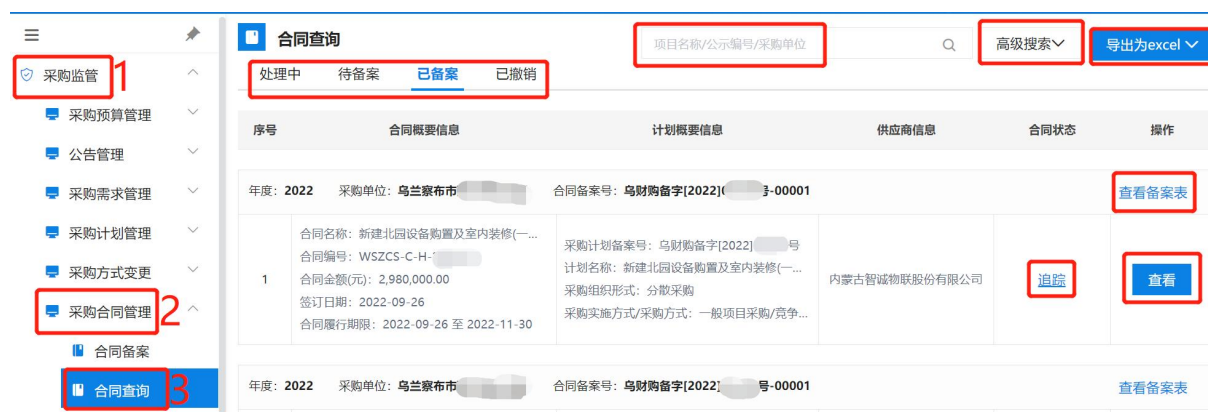 合同查询
项目名称/公示编号/采购单位
高级搜索
导出为excel
采购监管 1
处理中 待备案 已备案 已撤销
采购预算管理
公告管理
采购需求管理
采购计划管理
采购方式变更
采购合同管理 2
合同备案
合同查询 3
序号 合同概要信息 计划概要信息 供应商信息 合同状态 操作
年度：2022 采购单位：乌兰察布市 合同备案号：乌财购备字[2022] 号-00001 查看备案表
1
合同名称：新建北园设备购置及室内装修(一...
合同编号：WSZCS-C-H-
合同金额(元)：2,980,000.00
签订日期：2022-09-26
合同履行期限：2022-09-26 至 2022-11-30
采购计划备案号：乌财购备字[2022] 号
计划名称：新建北园设备购置及室内装修(一...
采购组织形式：分散采购
采购实施方式/采购方式：一般项目采购/竞争...
内蒙古智诚物联股份有限公司
追踪
查看
年度：2022 采购单位：乌兰察布市 合同备案号：乌财购备字[2022] 号-00001 查看备案表